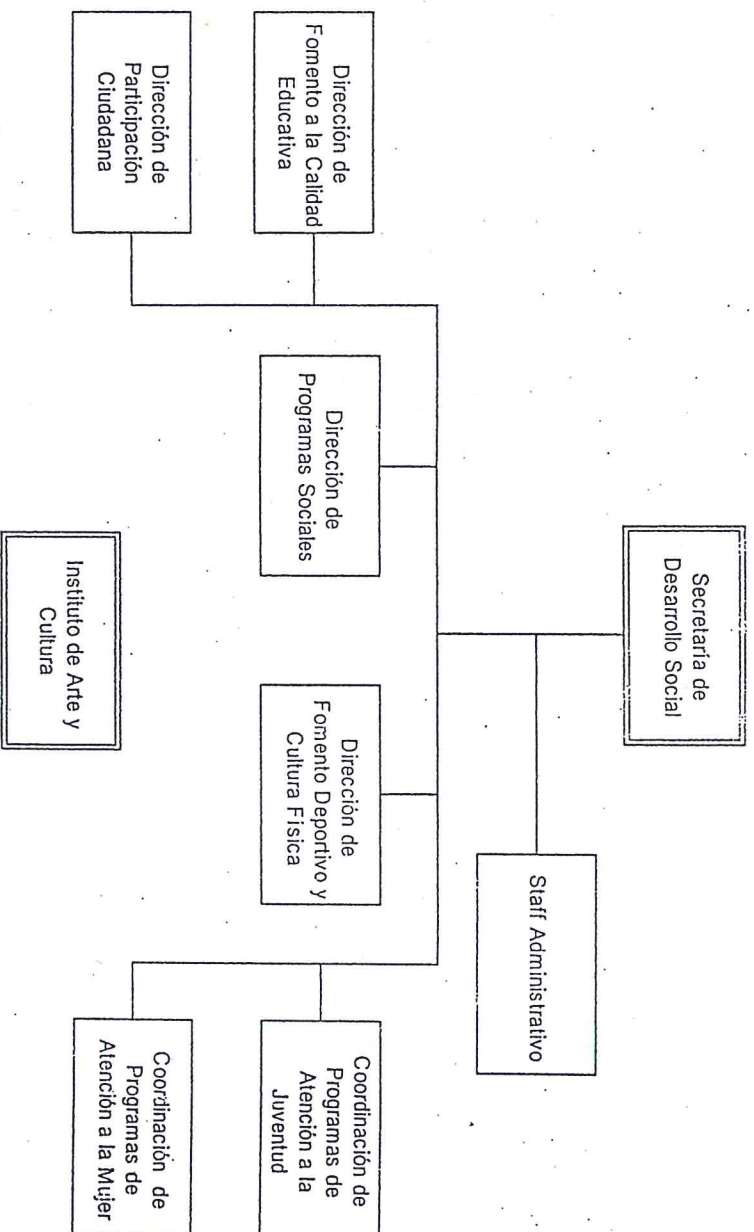 Secretaría de
Desarrollo Social
Staff Administrativo
Dirección de
Fomento a la Calidad
Educativa
Dirección de
Programas Sociales
Dirección de
Fomento Deportivo y
Cultura Física
Coordinación de
Programas de
Atención a la
Juventud
Dirección de
Participación
Ciudadana
Coordinación de
Programas de
Atención a la Mujer
Instituto de Arte y
Cultura